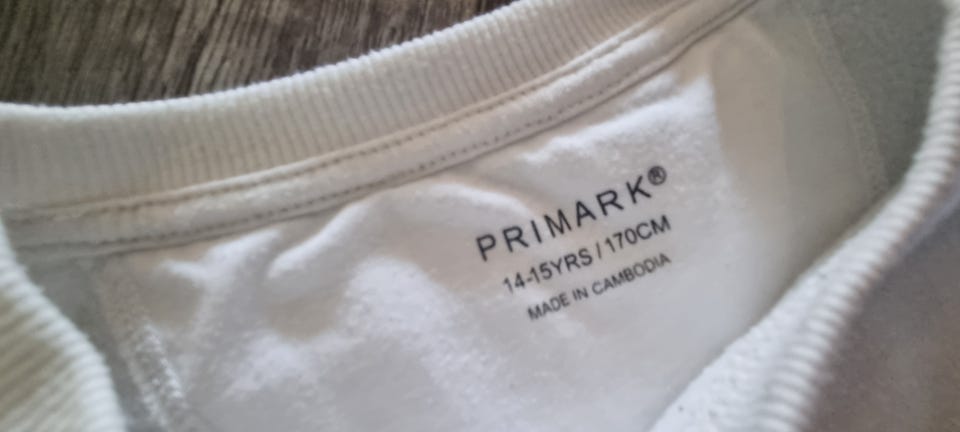 PRIMARK®
14-15YRS / 170CM
MADE IN CAMBODIA